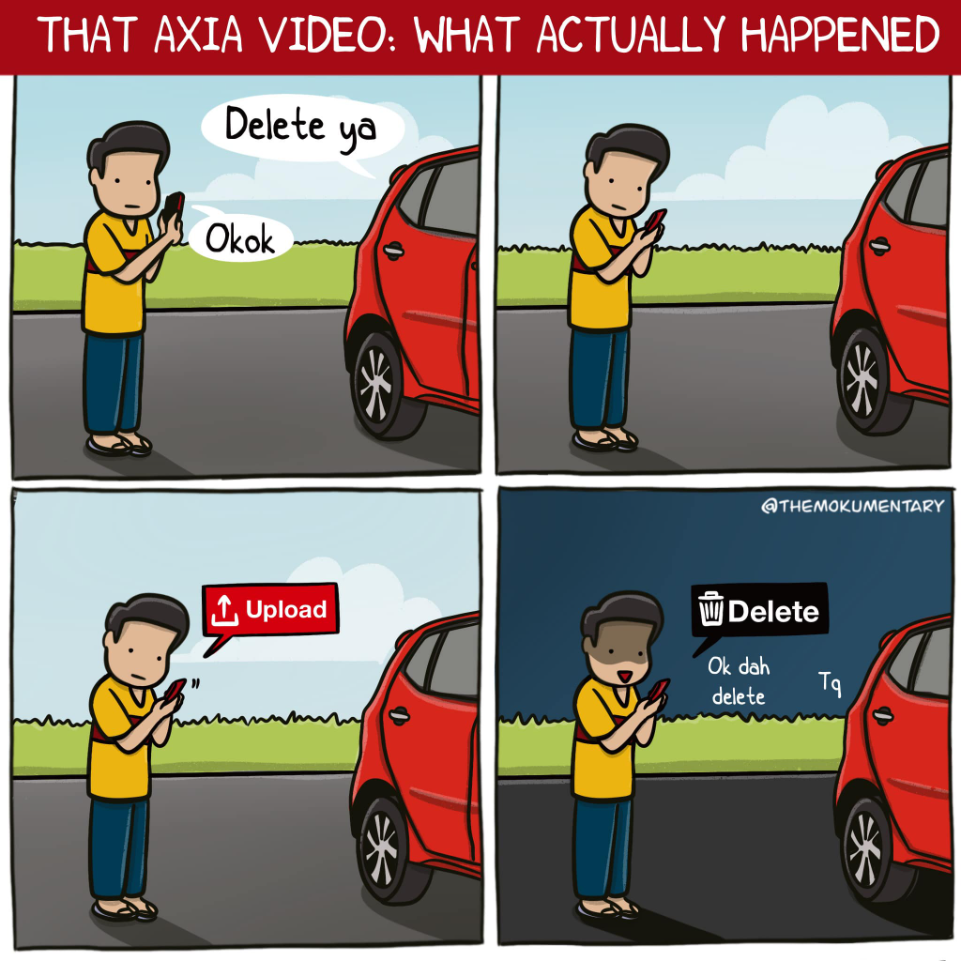 THAT AXIA VIDEO: WHAT ACTUALLY HAPPENED
Delete ya
Okok
Upload
@THEMOKUMENTARY
Delete
Ok dah
delete
Tq